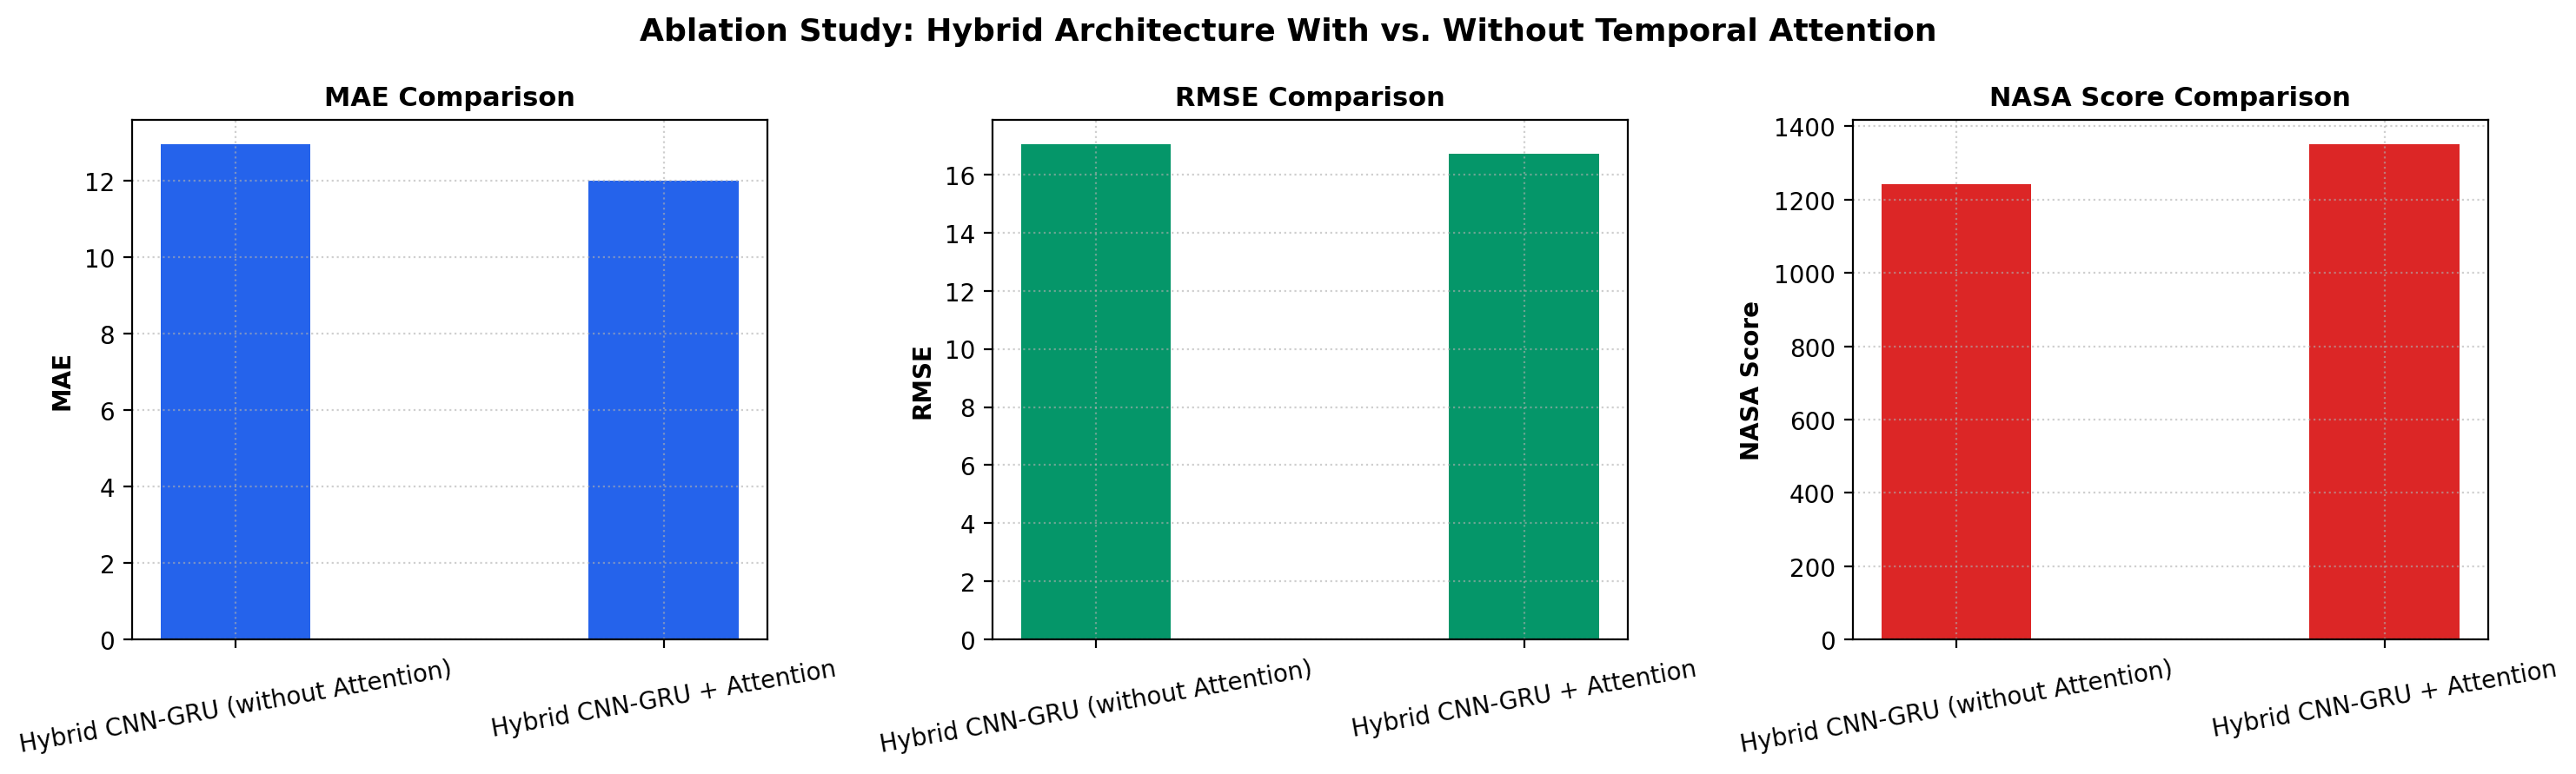 Ablation Study: Hybrid Architecture With vs. Without Temporal Attention
MAE Comparison
MAE
12
10
8
6
4
2
0
Hybrid CNN-GRU (without Attention)
Hybrid CNN-GRU + Attention
RMSE Comparison
RMSE
16
14
12
10
8
6
4
2
0
Hybrid CNN-GRU (without Attention)
Hybrid CNN-GRU + Attention
NASA Score Comparison
NASA Score
1400
1200
1000
800
600
400
200
0
Hybrid CNN-GRU (without Attention)
Hybrid CNN-GRU + Attention